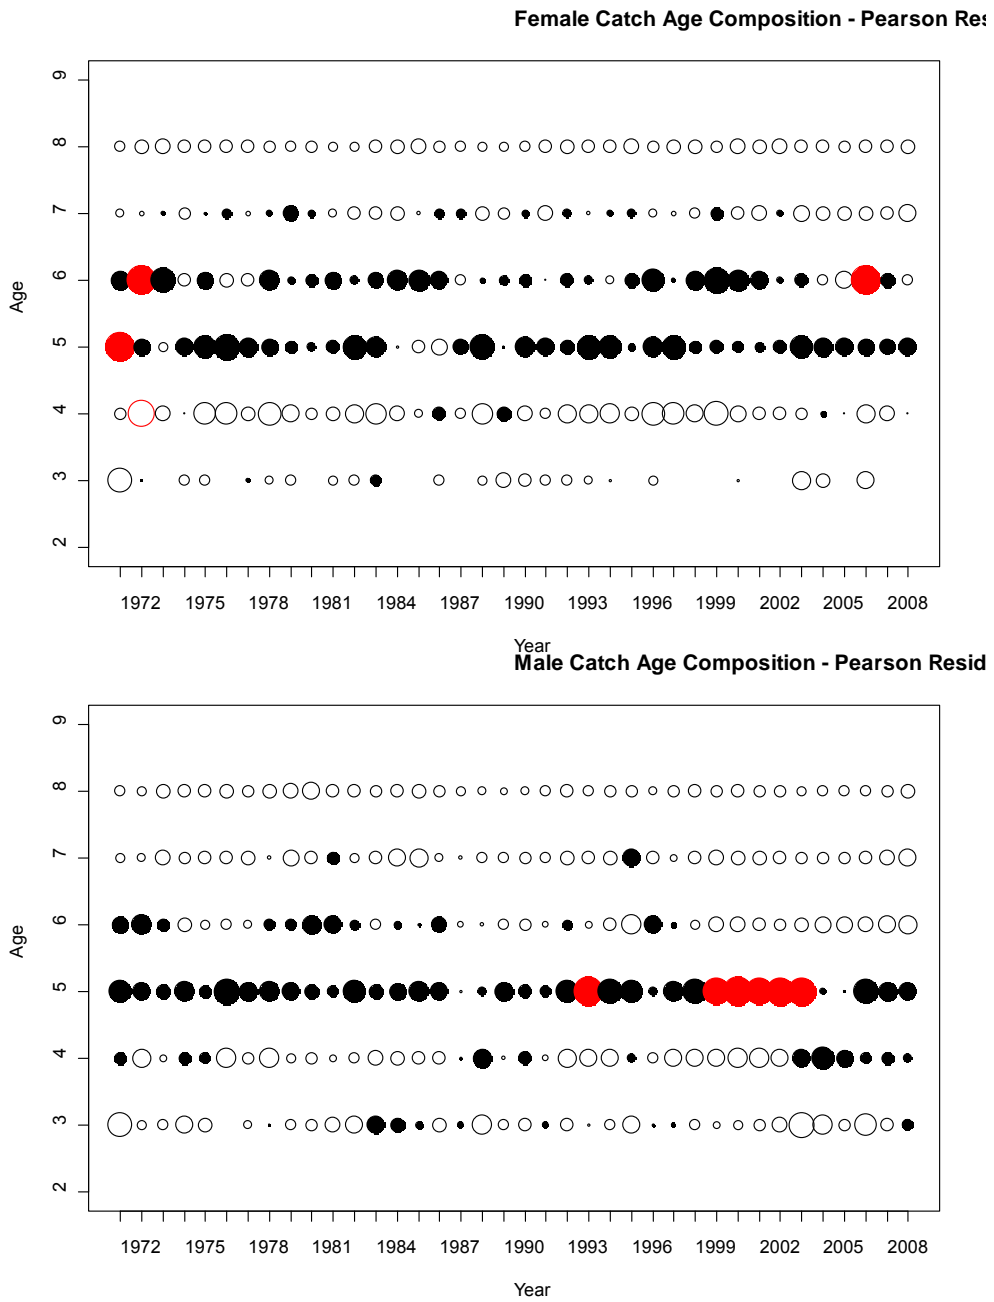 Female Catch Age Composition - Pearson Res
9
8
7
6
5
4
3
2
Age
1972 1975 1978 1981 1984 1987 1990 1993 1996 1999 2002 2005 2008
Year
Male Catch Age Composition - Pearson Resid
9
8
7
6
5
4
3
2
Age
1972 1975 1978 1981 1984 1987 1990 1993 1996 1999 2002 2005 2008
Year